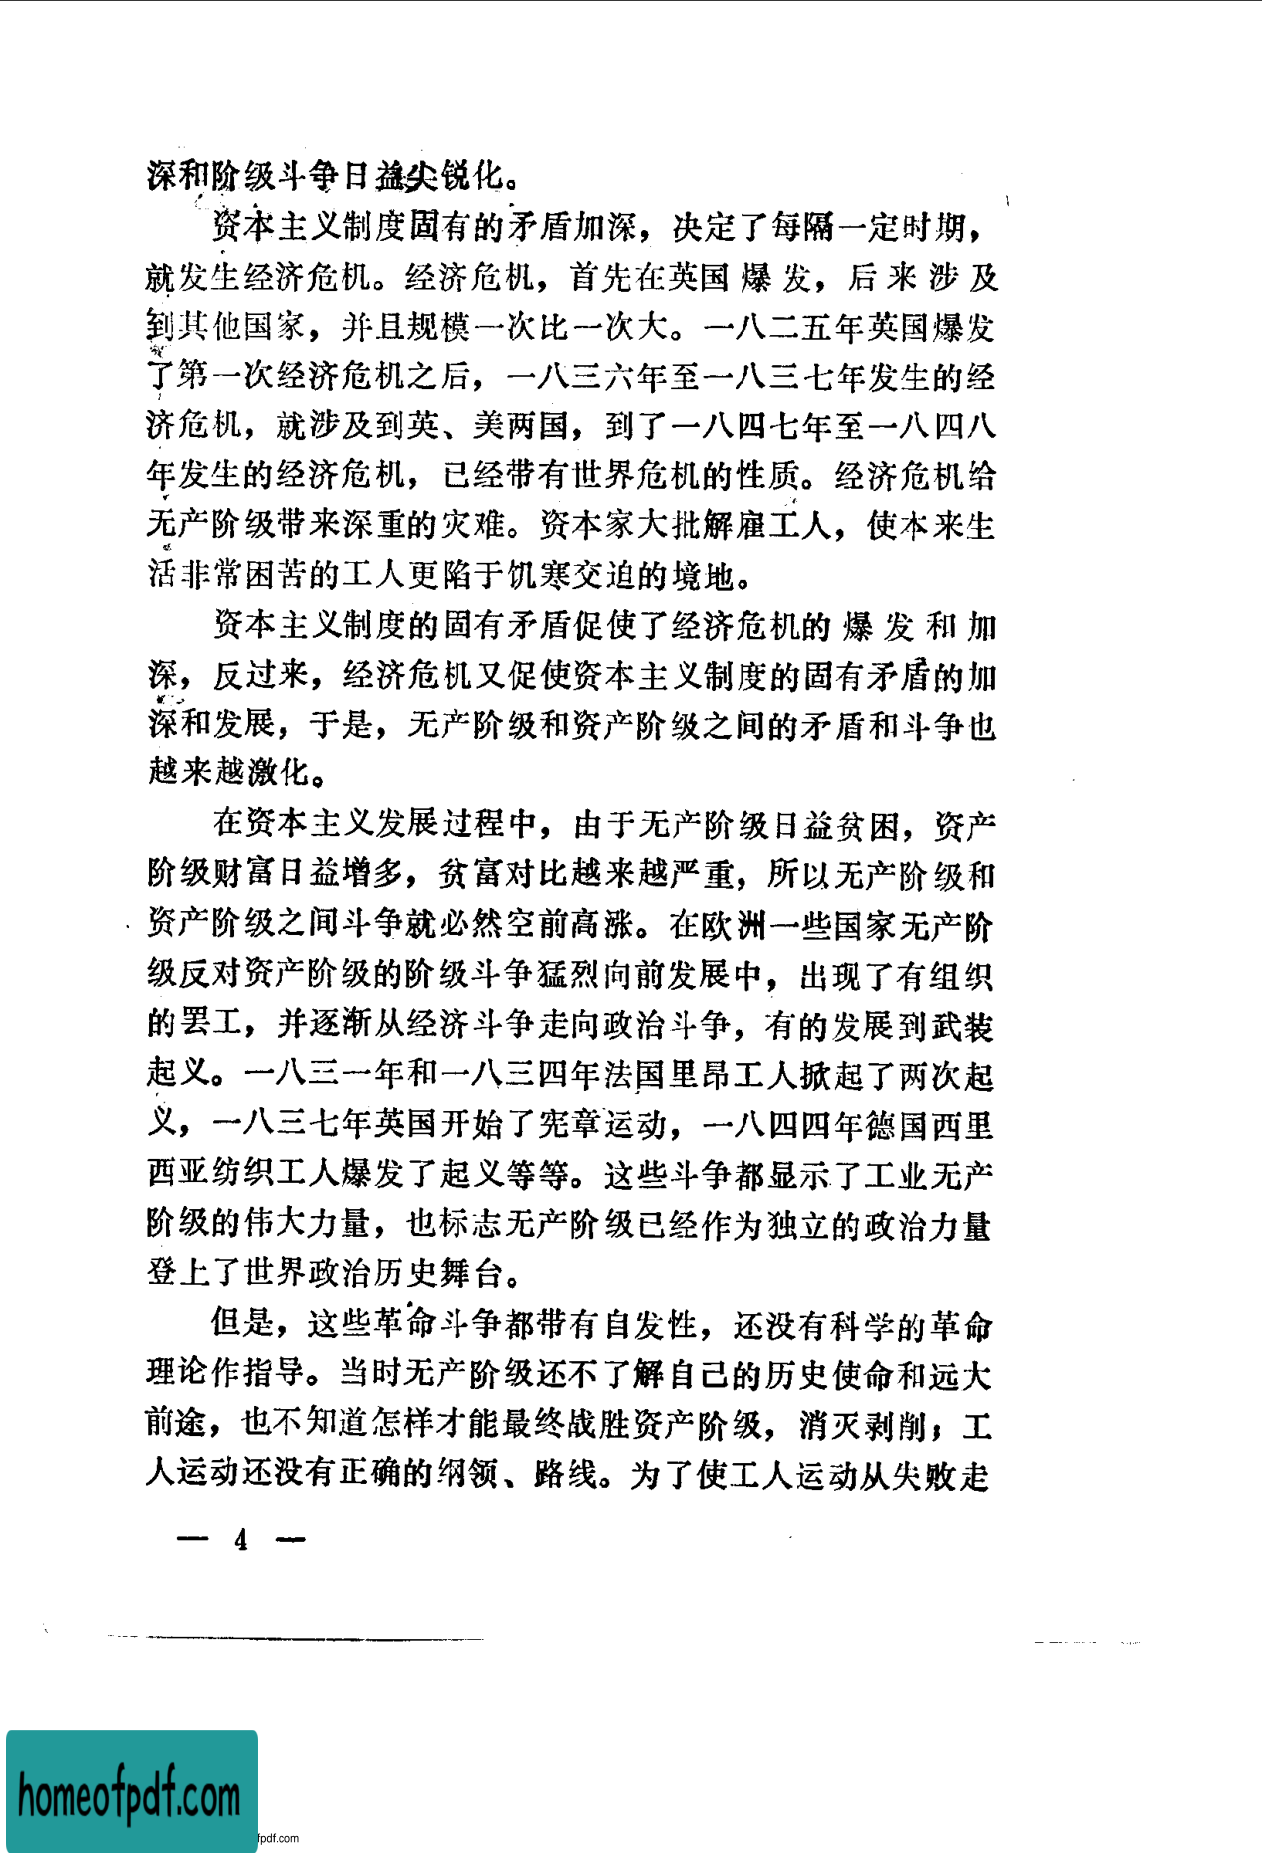 深和阶级斗争日益尖锐化。
资本主义制度固有的矛盾加深，决定了每隔一定时期，
就发生经济危机。经济危机，首先在英国爆发，后来涉及
到其他国家，并且规模一次比一次大。一八二五年英国爆发
了第一次经济危机之后，一八三六年至一八三七年发生的经
济危机，就涉及到英、美两国，到了一八四七年至一八四八
年发生的经济危机，已经带有世界危机的性质。经济危机给
无产阶级带来深重的灾难。资本家大批解雇工人，使本来生
活非常困苦的工人更陷于饥寒交迫的境地。
资本主义制度的固有矛盾促使了经济危机的爆发和加
深，反过来，经济危机又促使资本主义制度的固有矛盾的加
深和发展，于是，无产阶级和资产阶级之间的矛盾和斗争也
越来越激化。
在资本主义发展过程中，由于无产阶级日益贫困，资产
阶级财富日益增多，贫富对比越来越严重，所以无产阶级和
资产阶级之间斗争就必然空前高涨。在欧洲一些国家无产阶
级反对资产阶级的阶级斗争猛烈向前发展中，出现了有组织
的罢工，并逐渐从经济斗争走向政治斗争，有的发展到武装
起义。一八三一年和一八三四年法国里昂工人掀起了两次起
义，一八三七年英国开始了宪章运动，一八四四年德国西里
西亚纺织工人爆发了起义等等。这些斗争都显示了工业无产
阶级的伟大力量，也标志无产阶级已经作为独立的政治力量
登上了世界政治历史舞台。
但是，这些革命斗争都带有自发性，还没有科学的革命
理论作指导。当时无产阶级还不了解自己的历史使命和远大
前途，也不知道怎样才能最终战胜资产阶级，消灭剥削；工
人运动还没有正确的纲领、路线。为了使工人运动从失败走
— 4 —
homeofpdf.com
fpdf.com